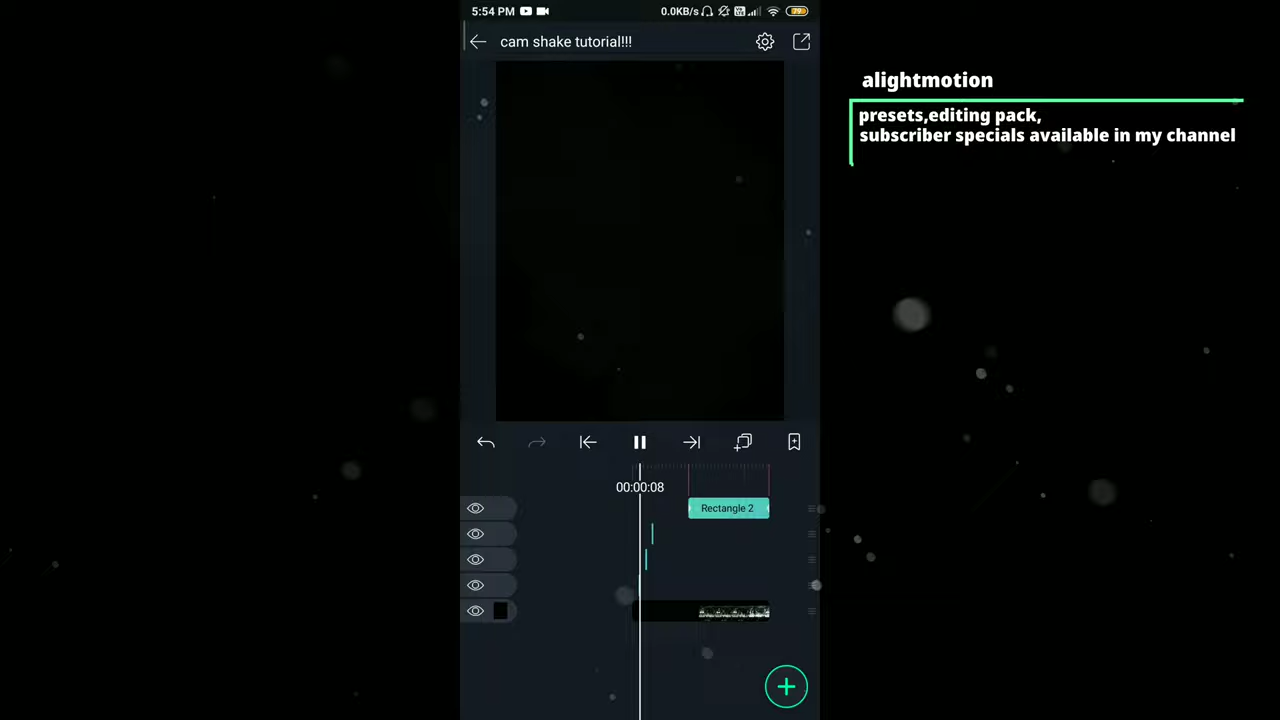 5:54 PM
0.0KB/s
79
cam shake tutorial!!!
alightmotion
presets,editing pack,
subscriber specials available in my channel
00:00:08
Rectangle 2